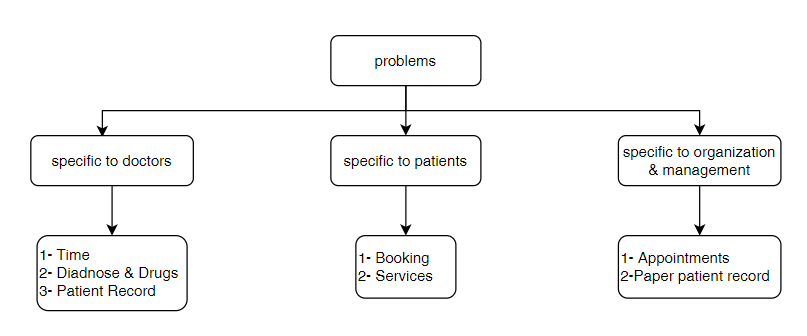 problems
specific to doctors
specific to patients
specific to organization
& management
1- Time
2- Diadnose & Drugs
3- Patient Record
1- Booking
2- Services
1- Appointments
2-Paper patient record